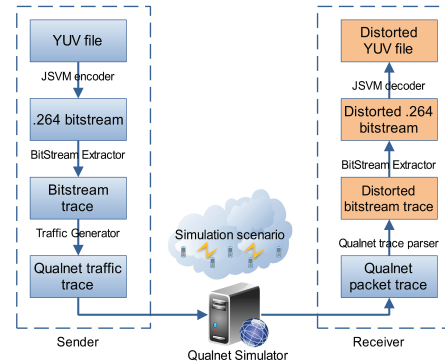 YUV file
JSVM encoder
.264 bitstream
BitStream Extractor
Bitstream
trace
Traffic Generator
Qualnet traffic
trace
Sender
Simulation scenario
Qualnet Simulator
Distorted
YUV file
JSVM decoder
Distorted .264
bitstream
BitStream Extractor
Distorted
bitstream trace
Qualnet trace parser
Qualnet
packet trace
Receiver